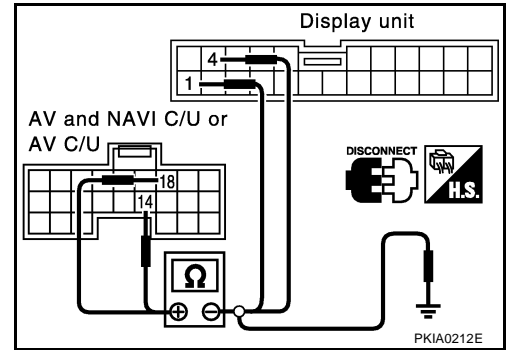 Display unit
4
1
AV and NAVI C/U or
AV C/U
18
14
DISCONNECT
H.S.
Ω
+
−
PKIA0212E